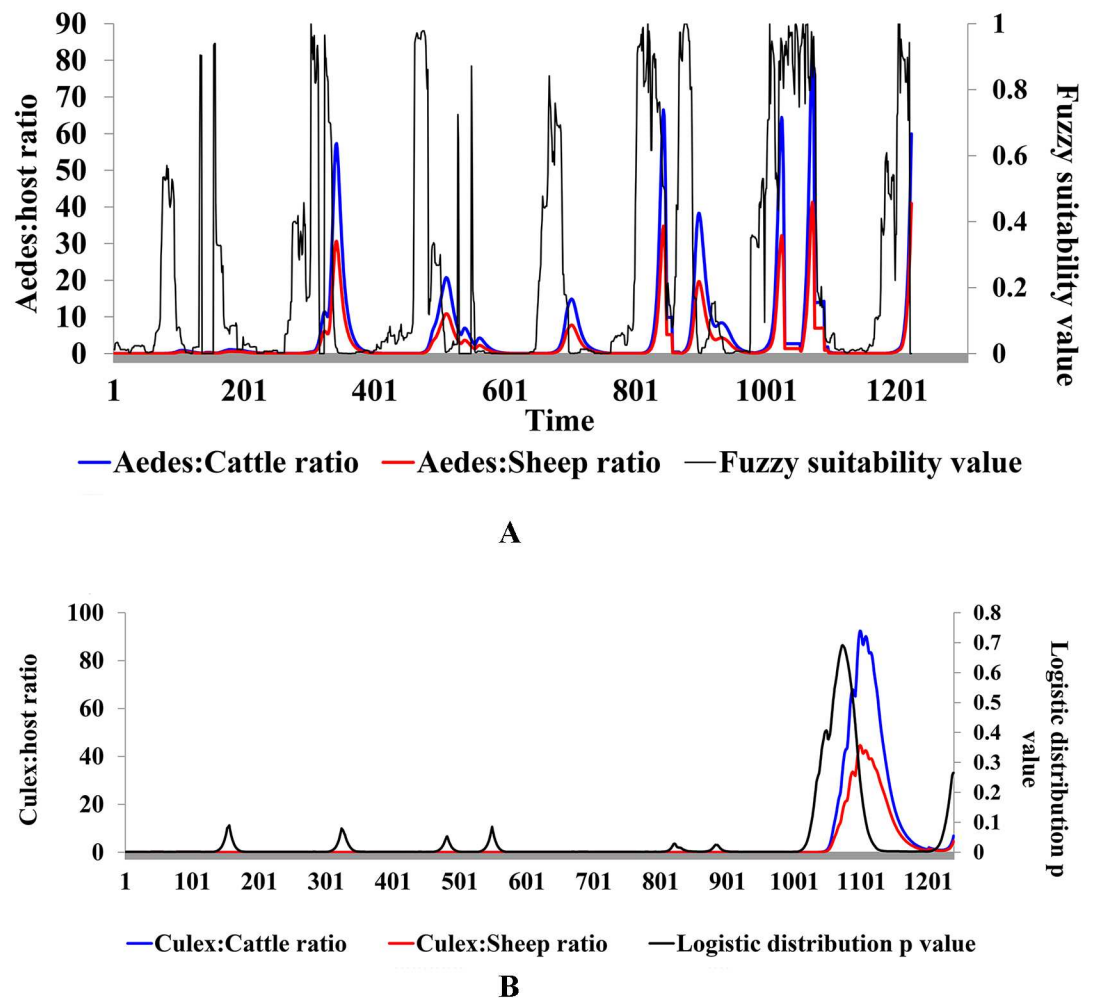 90
80
70
60
50
40
30
20
10
0
Aedes:host ratio
1
0.8
0.6
0.4
0.2
0
Fuzzy suitability value
1 201 401 601 801 1001 1201
Time
Aedes:Cattle ratio Aedes:Sheep ratio Fuzzy suitability value
A
100
80
60
40
20
0
Culex:host ratio
0.8
0.7
0.6
0.5
0.4
0.3
0.2
0.1
0
Logistic distribution p
value
1 101 201 301 401 501 601 701 801 901 1001 1101 1201
Culex:Cattle ratio Culex:Sheep ratio Logistic distribution p value
B